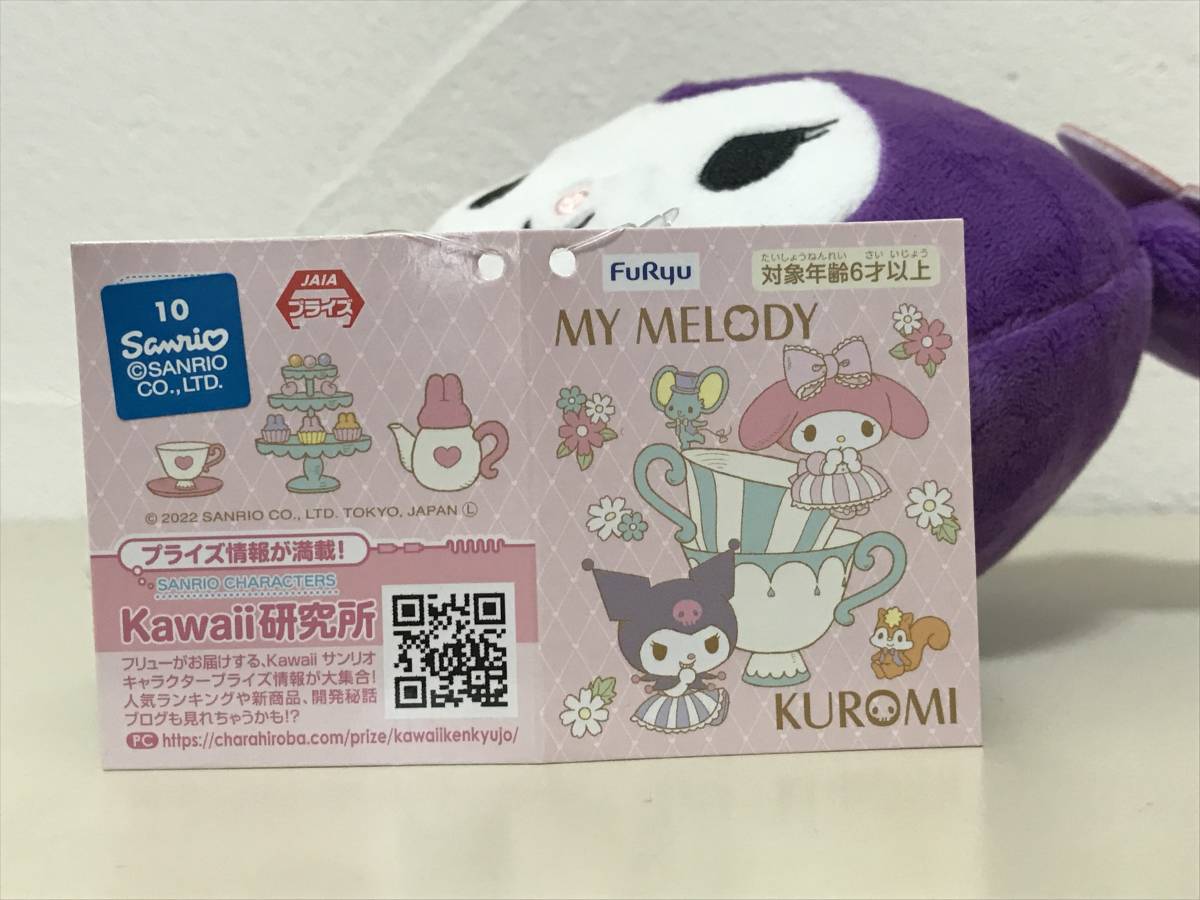 10
Sanrio
©SANRIO
CO.,LTD.
JAIA
プライズ
© 2022 SANRIO CO., LTD. TOKYO, JAPAN Ⓛ
プライズ情報が満載!
SANRIO CHARACTERS
Kawaii研究所
フリューがお届けする、Kawaii サンリオ
キャラクタープライズ情報が大集合!
人気ランキングや新商品、開発秘話
ブログも見れちゃうかも!?
PC https://charahiroba.com/prize/kawaiikenkyujo/
FuRyu
たいしょうねんれい さい いじょう
対象年齢6才以上
MY MELODY
KUROMI